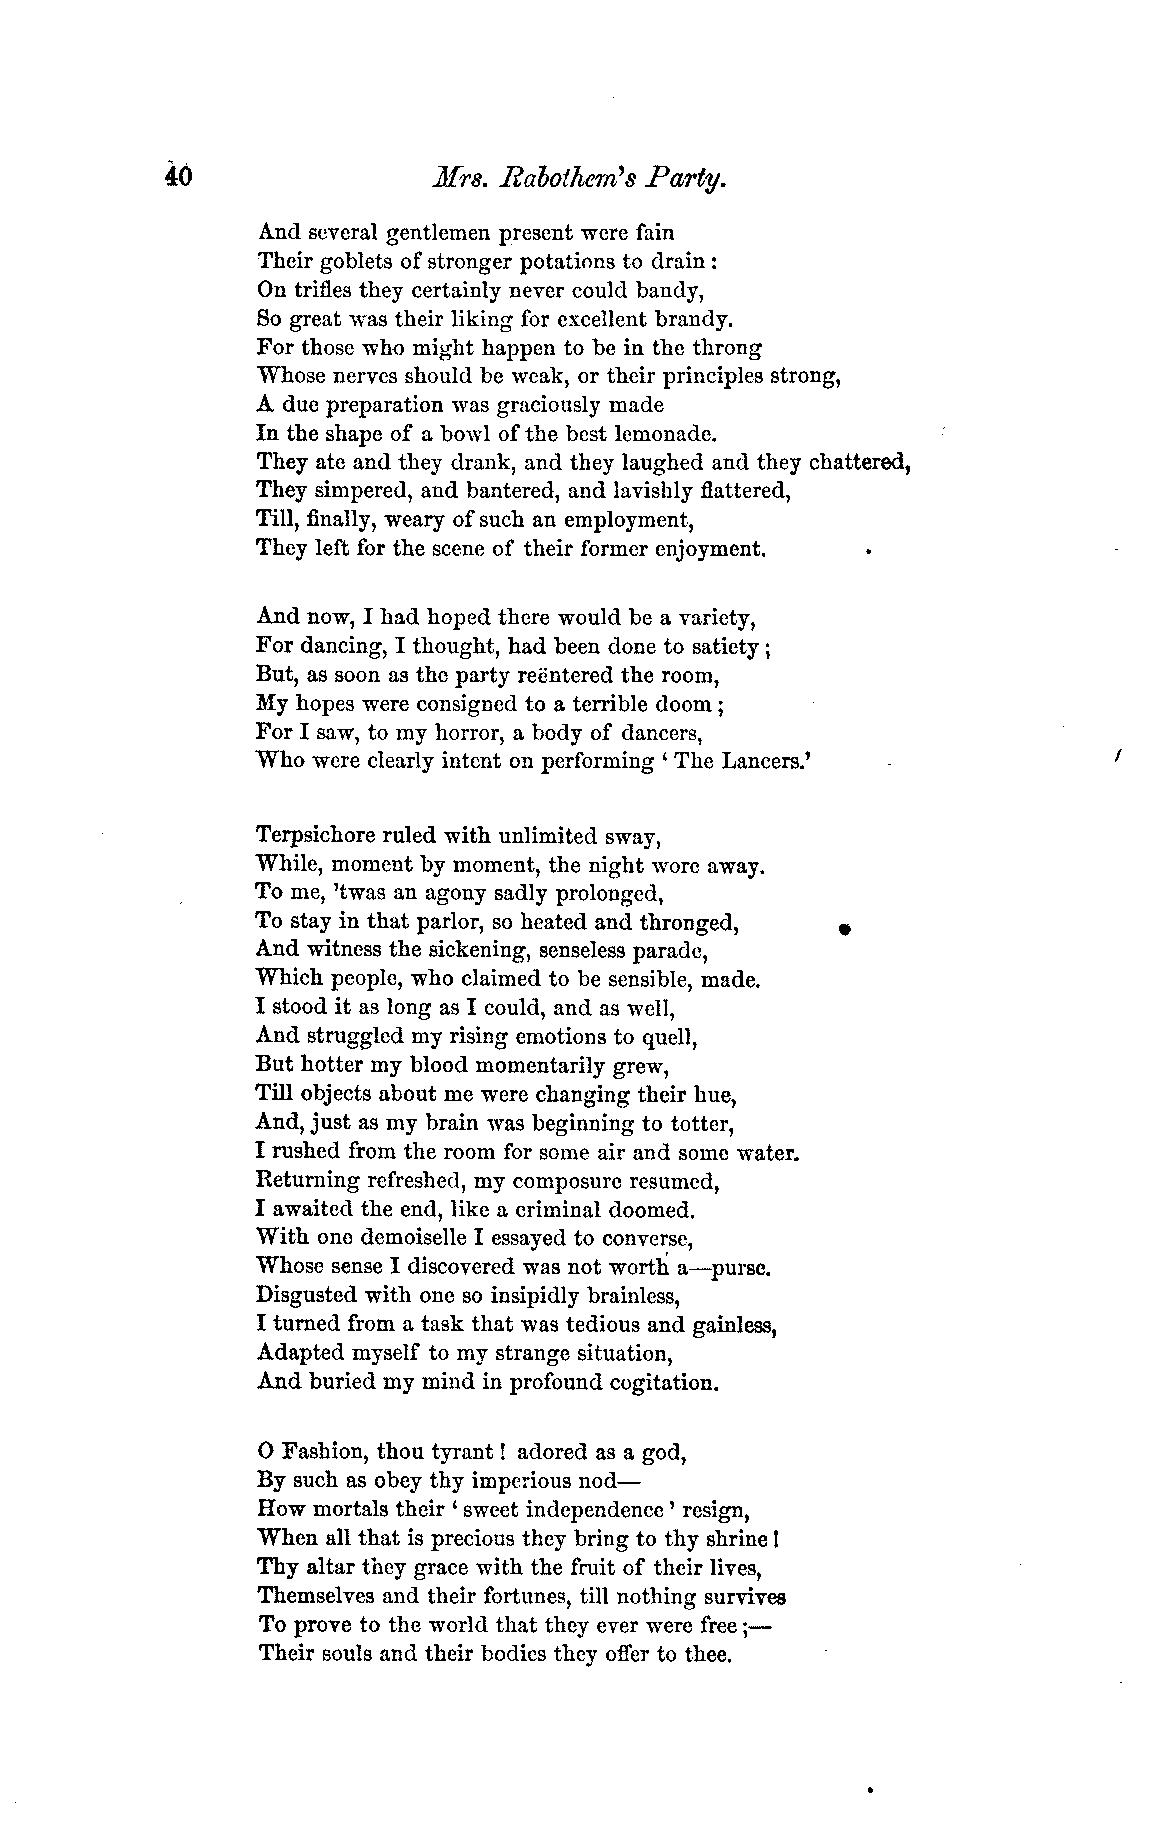 40 Mrs. Rabothem's Party.
And several gentlemen present were fain
Their goblets of stronger potations to drain :
On trifles they certainly never could bandy,
So great was their liking for excellent brandy.
For those who might happen to be in the throng
Whose nerves should be weak, or their principles strong,
A due preparation was graciously made
In the shape of a bowl of the best lemonade.
They ate and they drank, and they laughed and they chattered,
They simpered, and bantered, and lavishly flattered,
Till, finally, weary of such an employment,
They left for the scene of their former enjoyment.
And now, I had hoped there would be a variety,
For dancing, I thought, had been done to satiety ;
But, as soon as the party reëntered the room,
My hopes were consigned to a terrible doom ;
For I saw, to my horror, a body of dancers,
Who were clearly intent on performing ‘ The Lancers.’
Terpsichore ruled with unlimited sway,
While, moment by moment, the night wore away.
To me, ’twas an agony sadly prolonged,
To stay in that parlor, so heated and thronged,
And witness the sickening, senseless parade,
Which people, who claimed to be sensible, made.
I stood it as long as I could, and as well,
And struggled my rising emotions to quell,
But hotter my blood momentarily grew,
Till objects about me were changing their hue,
And, just as my brain was beginning to totter,
I rushed from the room for some air and some water.
Returning refreshed, my composure resumed,
I awaited the end, like a criminal doomed.
With one demoiselle I essayed to converse,
Whose sense I discovered was not worth a—purse.
Disgusted with one so insipidly brainless,
I turned from a task that was tedious and gainless,
Adapted myself to my strange situation,
And buried my mind in profound cogitation.
O Fashion, thou tyrant ! adored as a god,
By such as obey thy imperious nod—
How mortals their ‘ sweet independence ’ resign,
When all that is precious they bring to thy shrine !
Thy altar they grace with the fruit of their lives,
Themselves and their fortunes, till nothing survives
To prove to the world that they ever were free ;—
Their souls and their bodies they offer to thee.